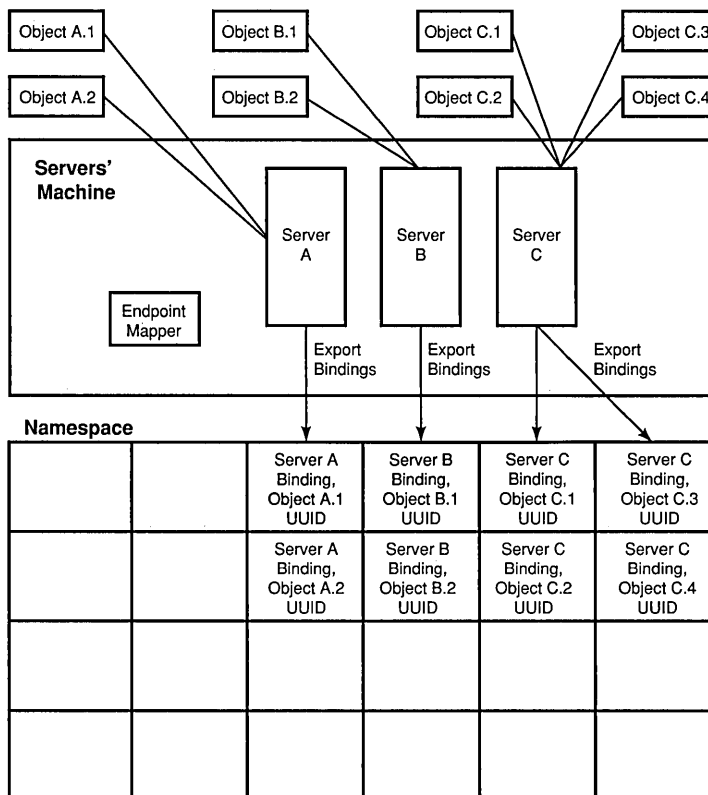 Object A.1
Object B.1
Object C.1
Object C.3
Object A.2
Object B.2
Object C.2
Object C.4
Servers'
Machine
Server
A
Server
B
Server
C
Endpoint
Mapper
Export
Bindings
Export
Bindings
Export
Bindings
Namespace
Server A
Binding,
Object A.1
UUID
Server B
Binding,
Object B.1
UUID
Server C
Binding,
Object C.1
UUID
Server C
Binding,
Object C.3
UUID
Server A
Binding,
Object A.2
UUID
Server B
Binding,
Object B.2
UUID
Server C
Binding,
Object C.2
UUID
Server C
Binding,
Object C.4
UUID